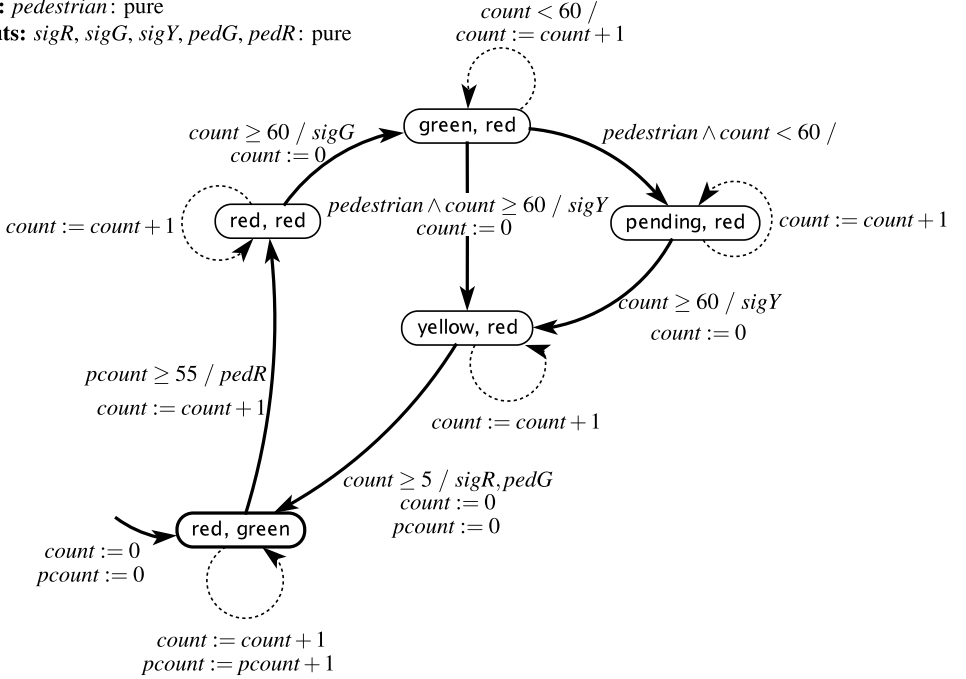 : pedestrian: pure
uts: sigR, sigG, sigY, pedG, pedR: pure
count < 60 /
count := count + 1
green, red
count ≥ 60 / sigG
count := 0
pedestrian ∧ count < 60 /
red, red
count := count + 1
pedestrian ∧ count ≥ 60 / sigY
count := 0
pending, red
count := count + 1
count ≥ 60 / sigY
count := 0
yellow, red
count := count + 1
pcount ≥ 55 / pedR
count := count + 1
count ≥ 5 / sigR, pedG
count := 0
pcount := 0
red, green
count := 0
pcount := 0
count := count + 1
pcount := pcount + 1